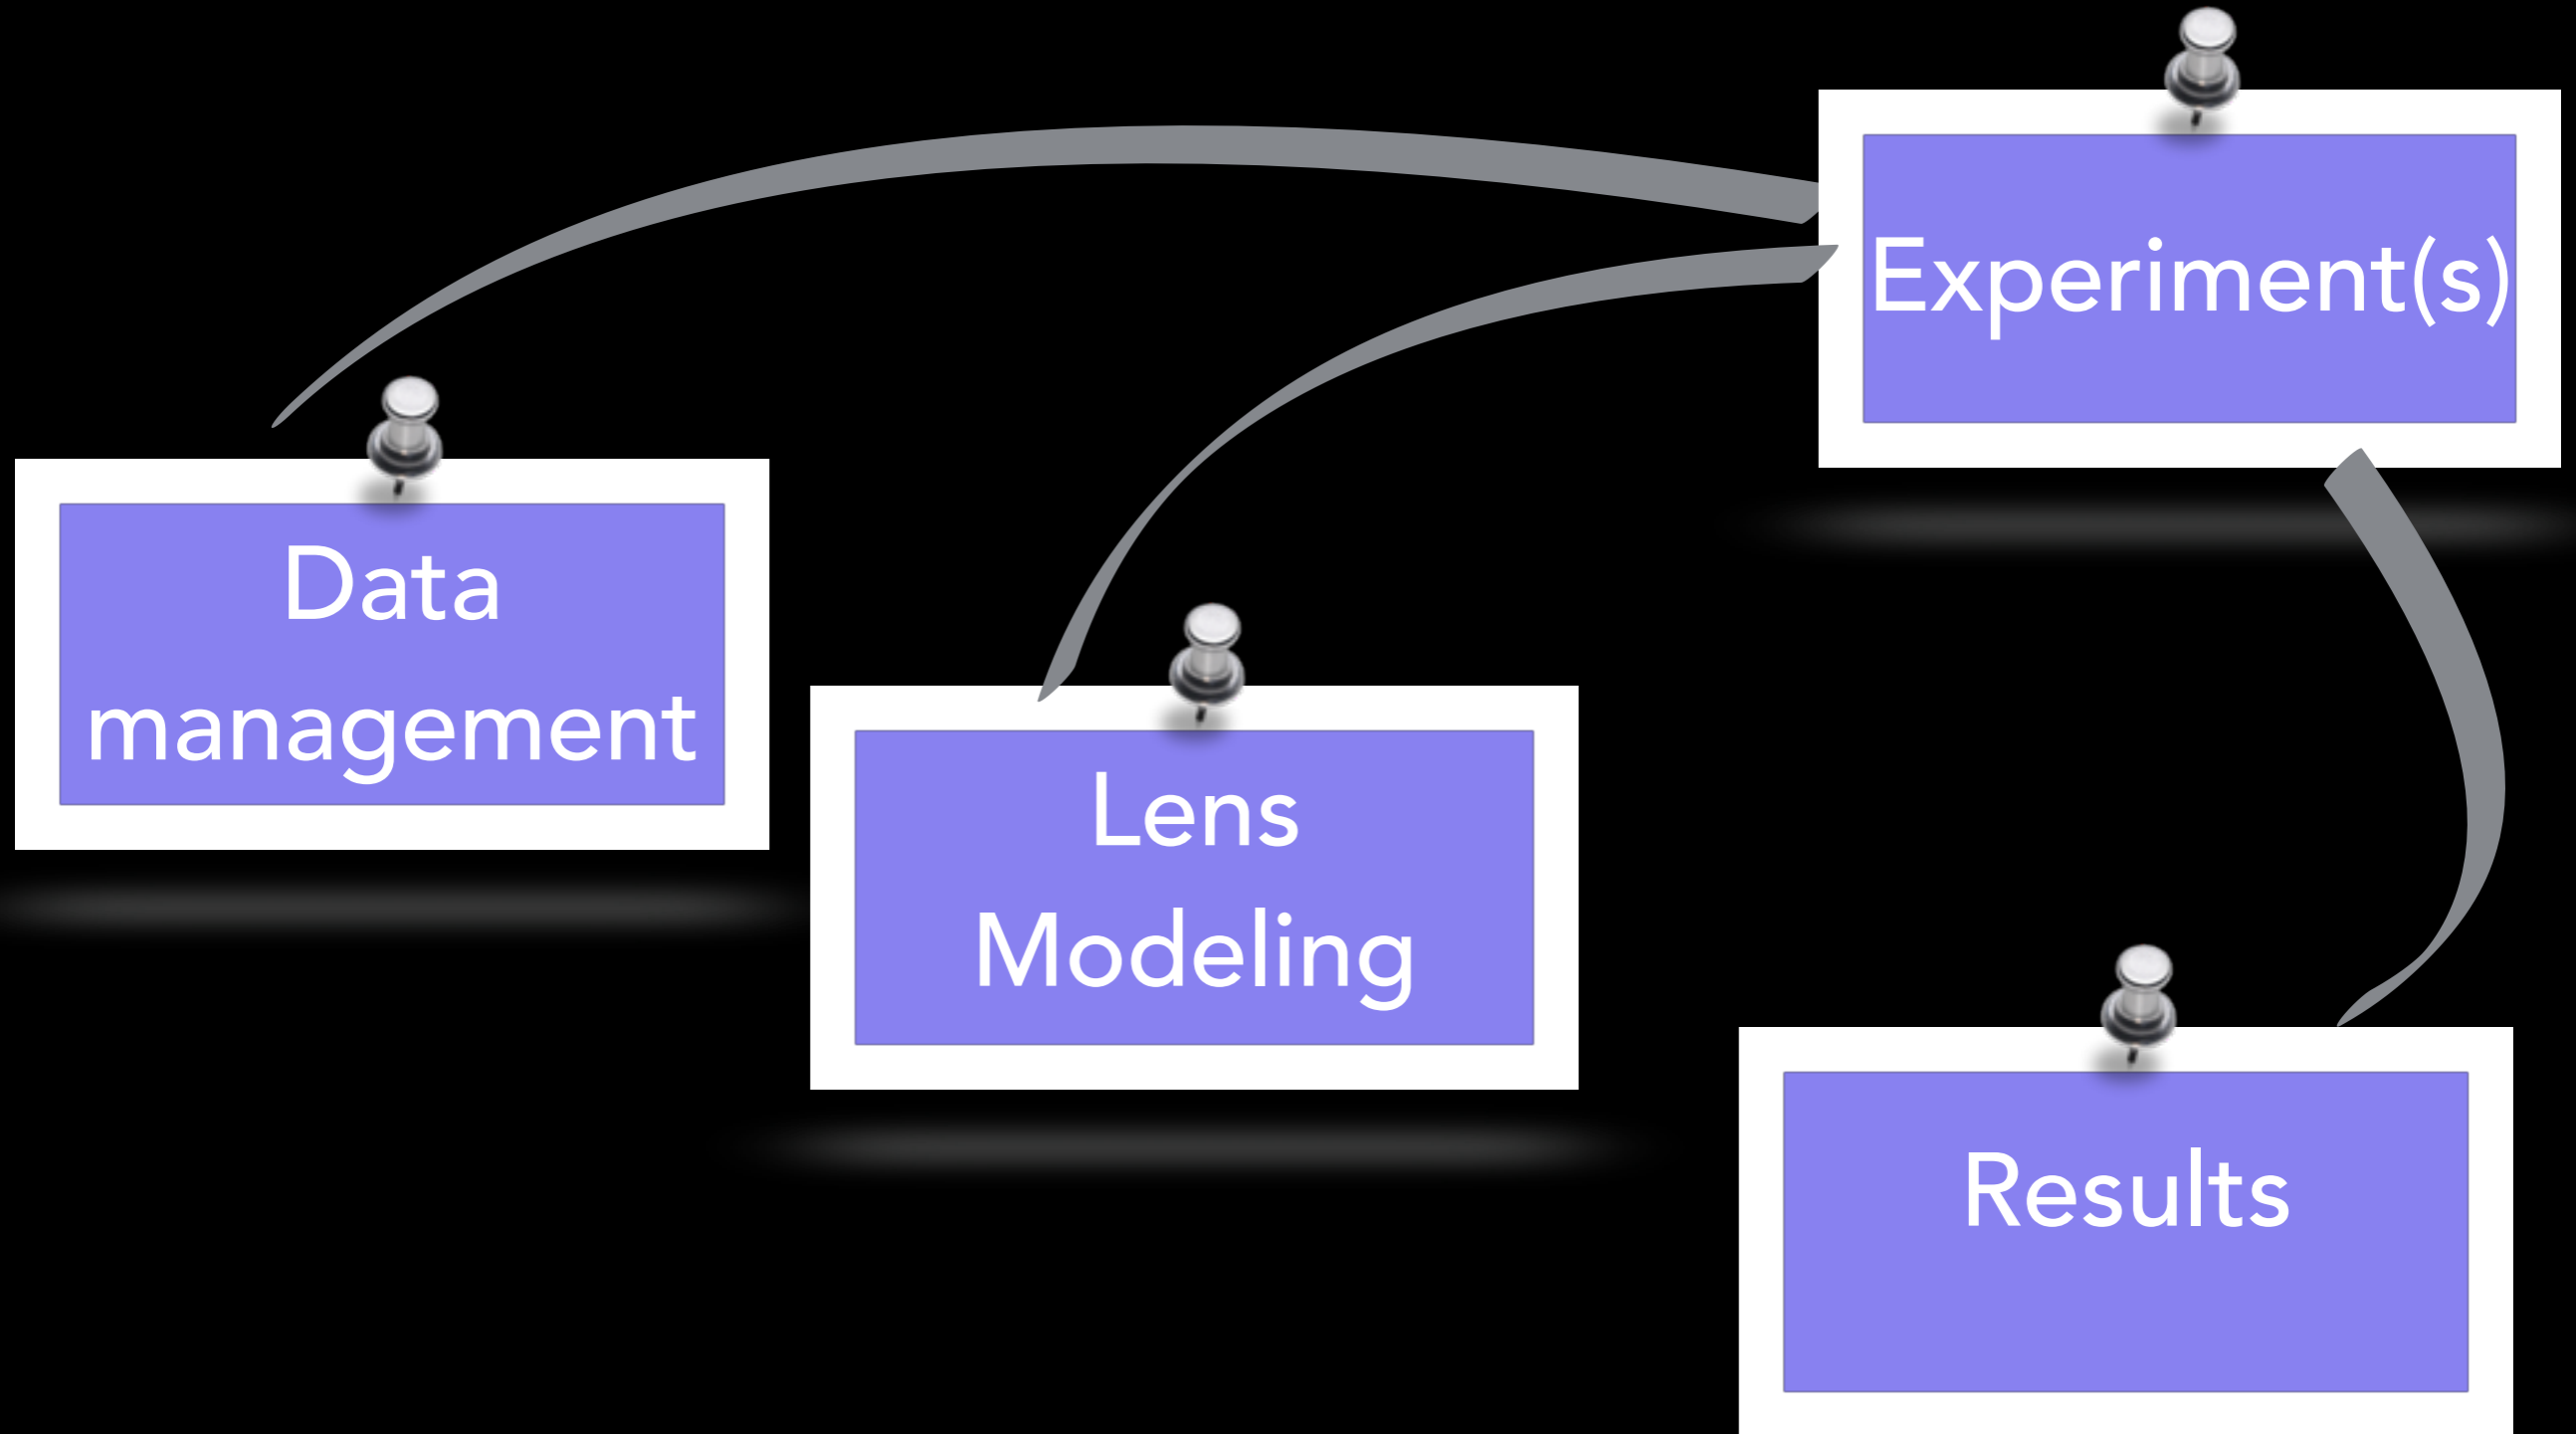 Experiment(s)
Data
management
Lens
Modeling
Results